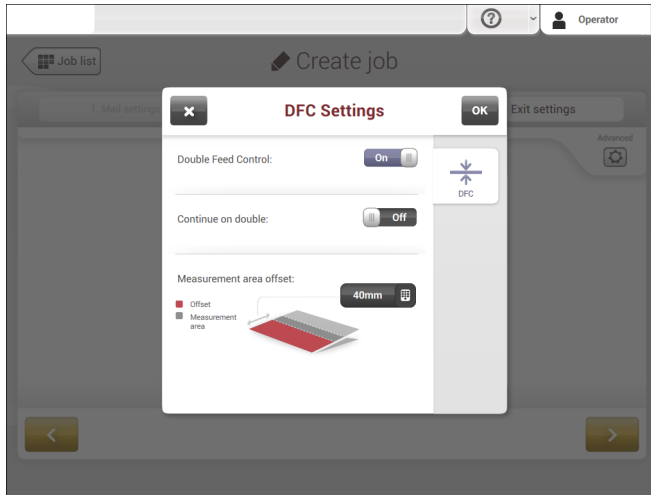 Operator
Job list
Create job
1. Mail settings
Exit settings
Advanced
DFC Settings
OK
Double Feed Control:
On
DFC
Continue on double:
Off
Measurement area offset:
40mm
Offset
Measurement
area